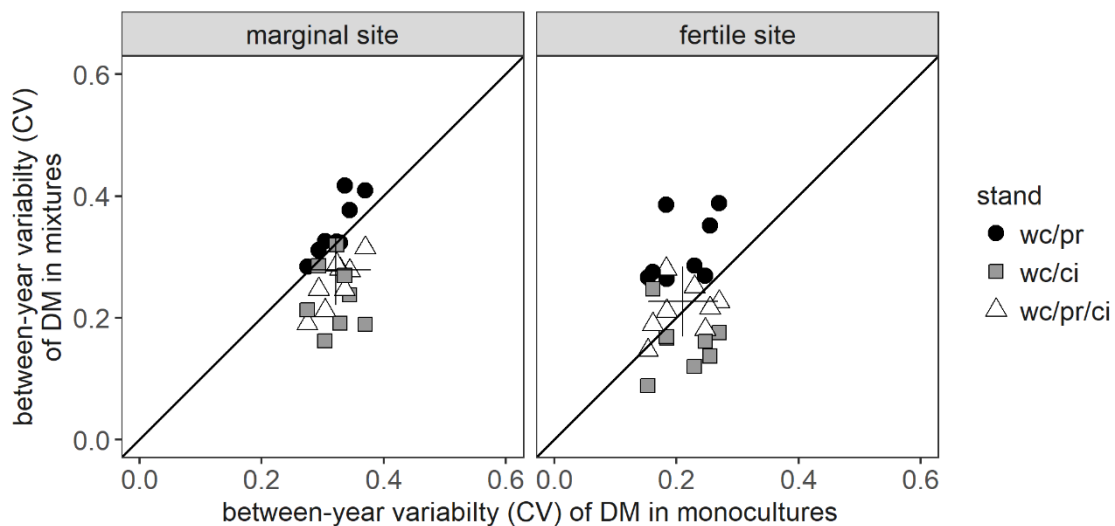 marginal site
fertile site
between-year variabilty (CV)
of DM in mixtures
0.6
0.4
0.2
0.0
0.0 0.2 0.4 0.6
0.0 0.2 0.4 0.6
between-year variabilty (CV) of DM in monocultures
stand
wc/pr
wc/ci
wc/pr/ci